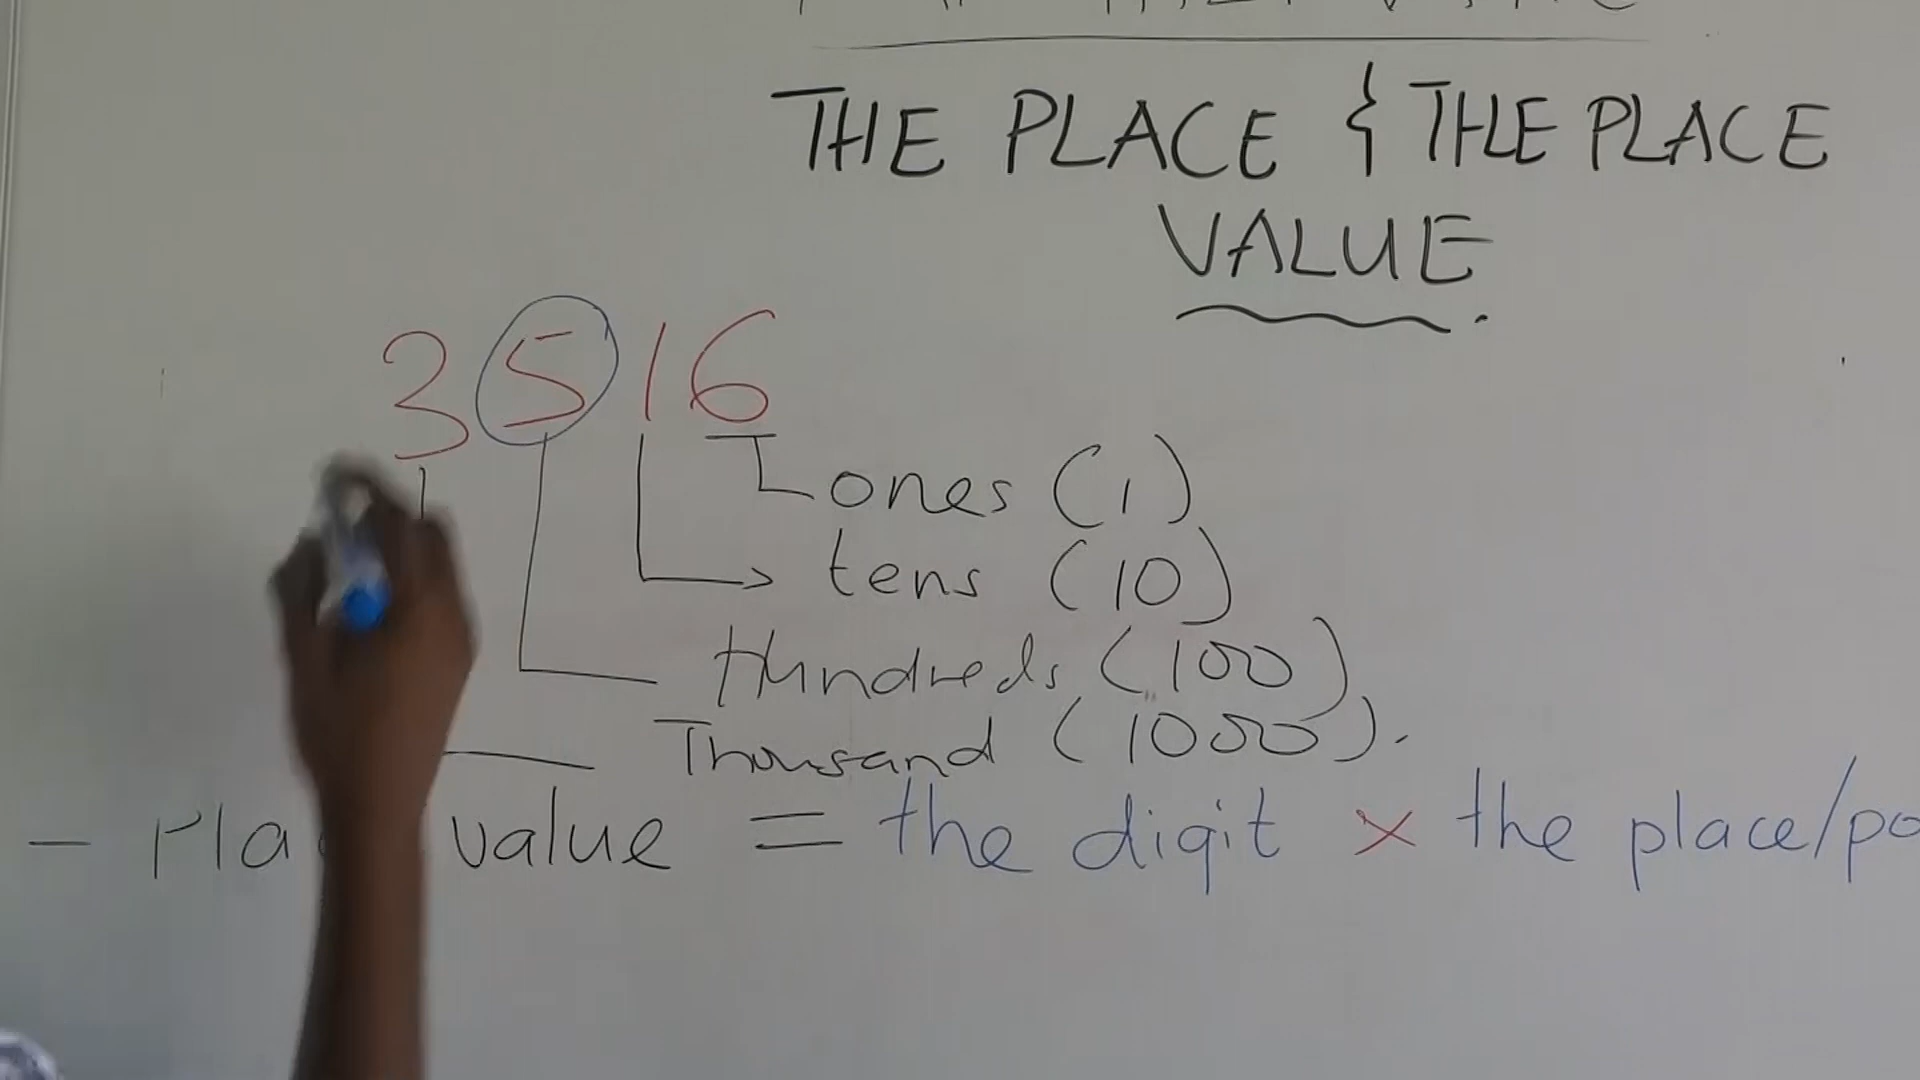 THE PLACE & THE PLACE
VALUE.
3516
ones (1)
tens (10)
Hundreds (100)
Thousand (1000).
- value = the digit × the place/po